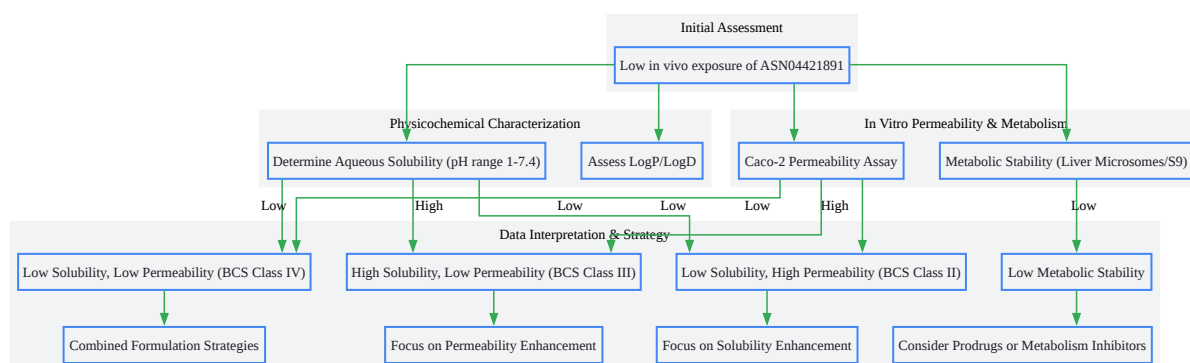 Initial Assessment
Low in vivo exposure of ASN04421891
Physicochemical Characterization
In Vitro Permeability & Metabolism
Determine Aqueous Solubility (pH range 1-7.4)
Assess LogP/LogD
Caco-2 Permeability Assay
Metabolic Stability (Liver Microsomes/S9)
Low
High
Low
Low
Low
High
Low
Data Interpretation & Strategy
Low Solubility, Low Permeability (BCS Class IV)
High Solubility, Low Permeability (BCS Class III)
Low Solubility, High Permeability (BCS Class II)
Low Metabolic Stability
Combined Formulation Strategies
Focus on Permeability Enhancement
Focus on Solubility Enhancement
Consider Prodrugs or Metabolism Inhibitors